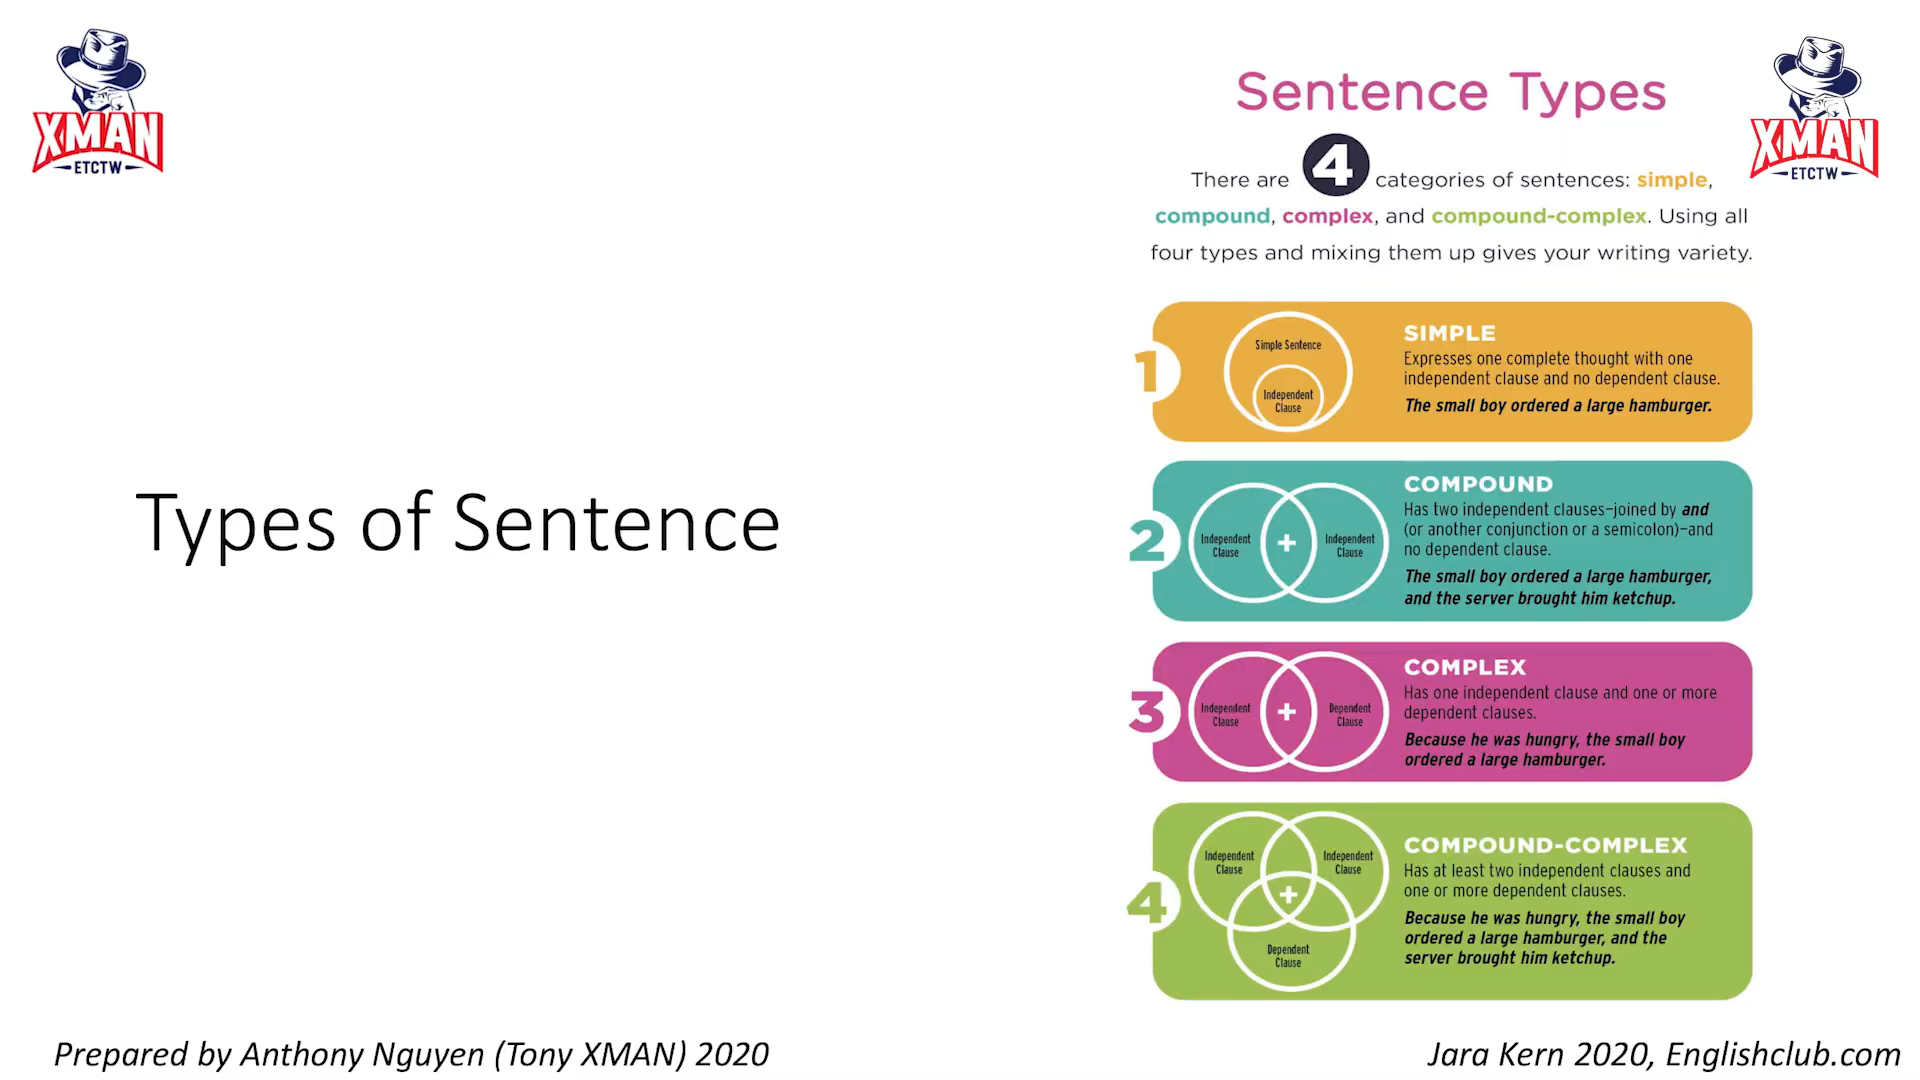 XMAN
ETCTW
Types of Sentence
Sentence Types
There are 4 categories of sentences: simple,
compound, complex, and compound-complex. Using all
four types and mixing them up gives your writing variety.
XMAN
ETCTW
1
Simple Sentence
Independent
Clause
SIMPLE
Expresses one complete thought with one
independent clause and no dependent clause.
The small boy ordered a large hamburger.
2
Independent
Clause
+
Independent
Clause
COMPOUND
Has two independent clauses–joined by and
(or another conjunction or a semicolon)–and
no dependent clause.
The small boy ordered a large hamburger,
and the server brought him ketchup.
3
Independent
Clause
+
Dependent
Clause
COMPLEX
Has one independent clause and one or more
dependent clauses.
Because he was hungry, the small boy
ordered a large hamburger.
4
Independent
Clause
Independent
Clause
+
Dependent
Clause
COMPOUND-COMPLEX
Has at least two independent clauses and
one or more dependent clauses.
Because he was hungry, the small boy
ordered a large hamburger, and the
server brought him ketchup.
Prepared by Anthony Nguyen (Tony XMAN) 2020
Jara Kern 2020, Englishclub.com